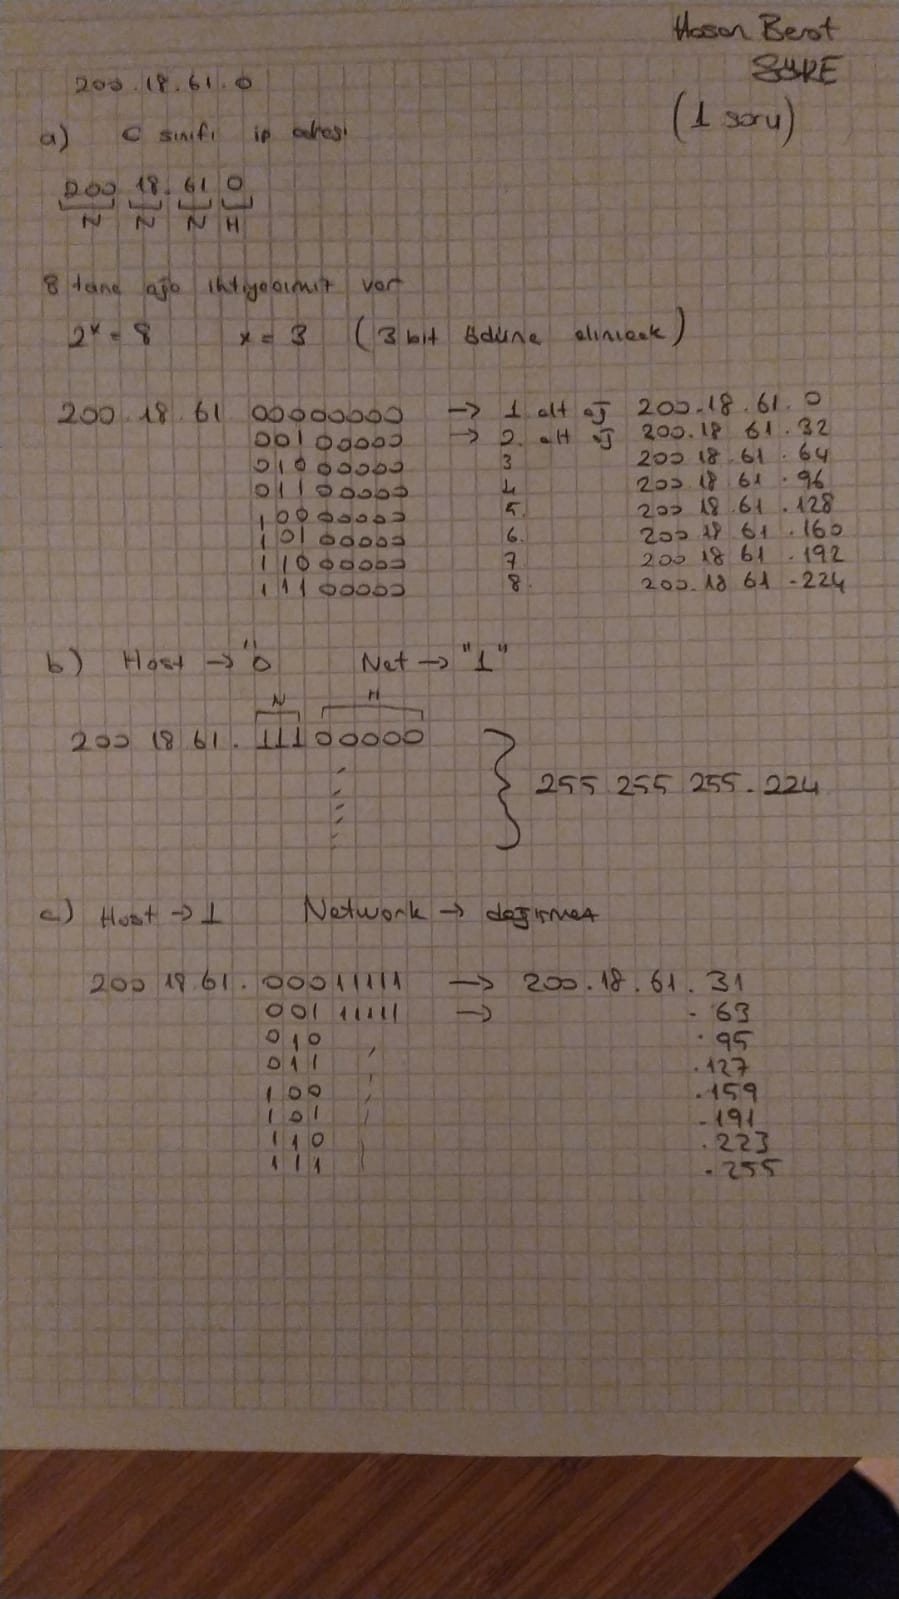 Hasan Berat
SÜRE
(1 soru)
200.18.61.0
a) C sınıfı ip adresi
200 18. 61 0
N N N H
8 tane ağa ihtiyacımız var
2ˣ = 8 x = 3 (3 bit ödünç alınıcak)
200.18 61 00000000 → 1. alt ağ 200.18.61.0
00100000 → 2. alt ağ 200.18 61.32
01000000 3 200 18.61.64
01100000 4 200.18 61.96
10000000 5. 200 18.61.128
10100000 6. 200 18 61.160
11000000 7 200 18 61.192
11100000 8. 200.18 61.224
b) Host → "0 Net → "1"
N H
200 18 61. 11100000
255 255 255.224
c) Host → 1 Network → değişmez
200 18 61. 00011111 → 200.18.61.31
001 11111 → .63
010 .95
011 .127
100 .159
101 .191
110 .223
111 .255